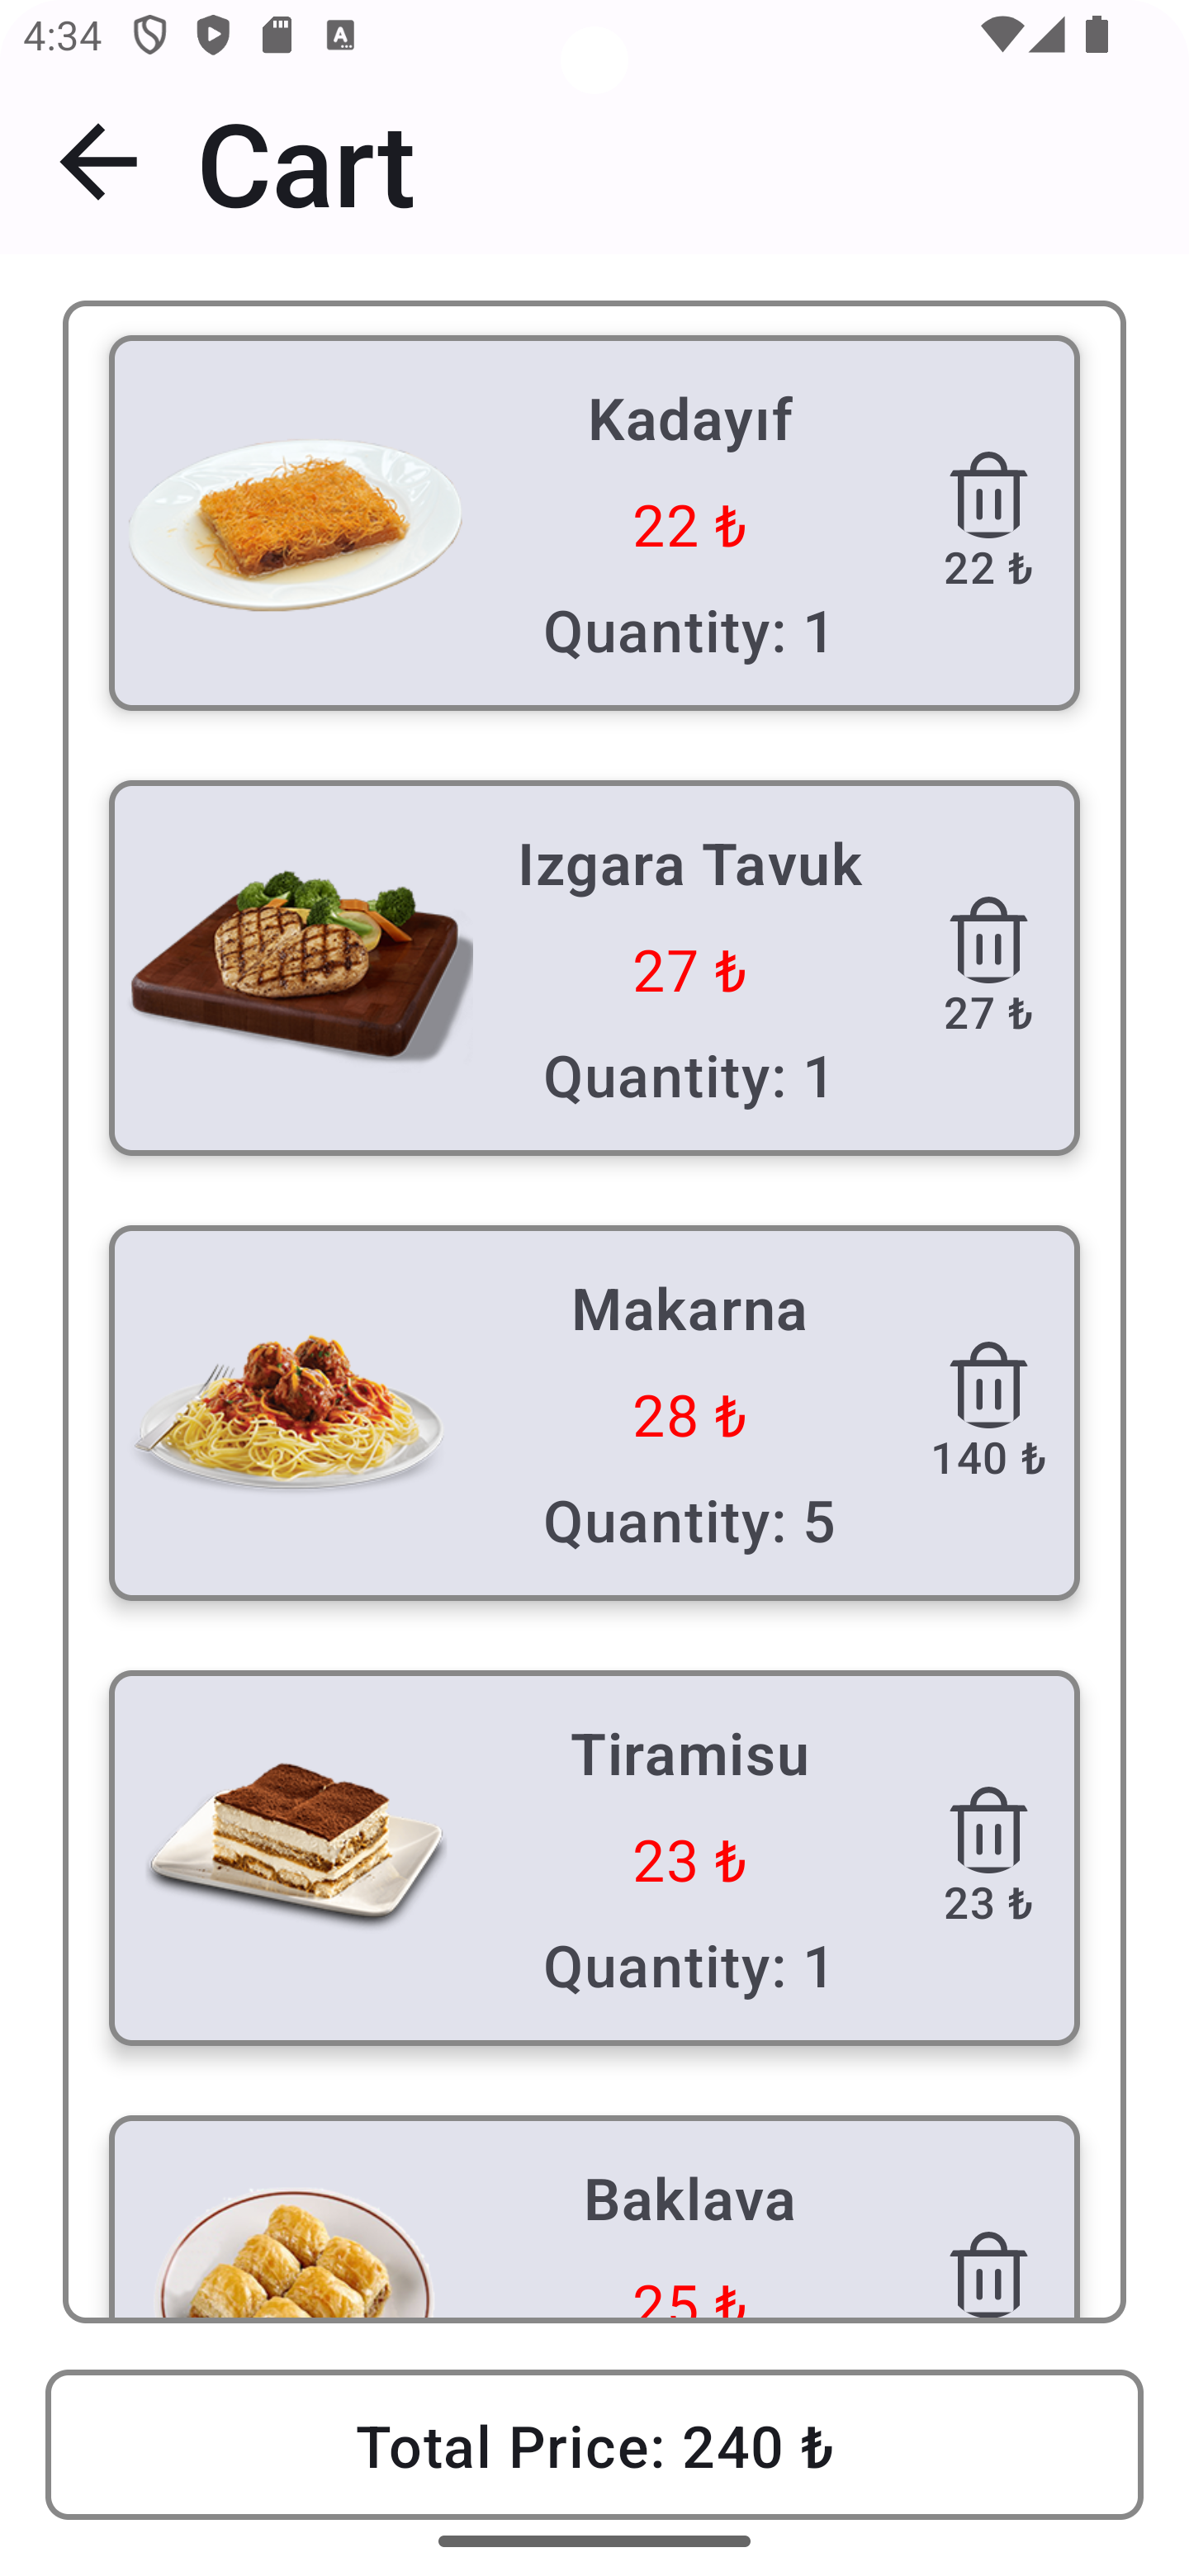 4:34
Cart
Kadayıf
22 ₺
22 ₺
Quantity: 1
Izgara Tavuk
27 ₺
27 ₺
Quantity: 1
Makarna
28 ₺
140 ₺
Quantity: 5
Tiramisu
23 ₺
23 ₺
Quantity: 1
Baklava
25 ₺
Total Price: 240 ₺